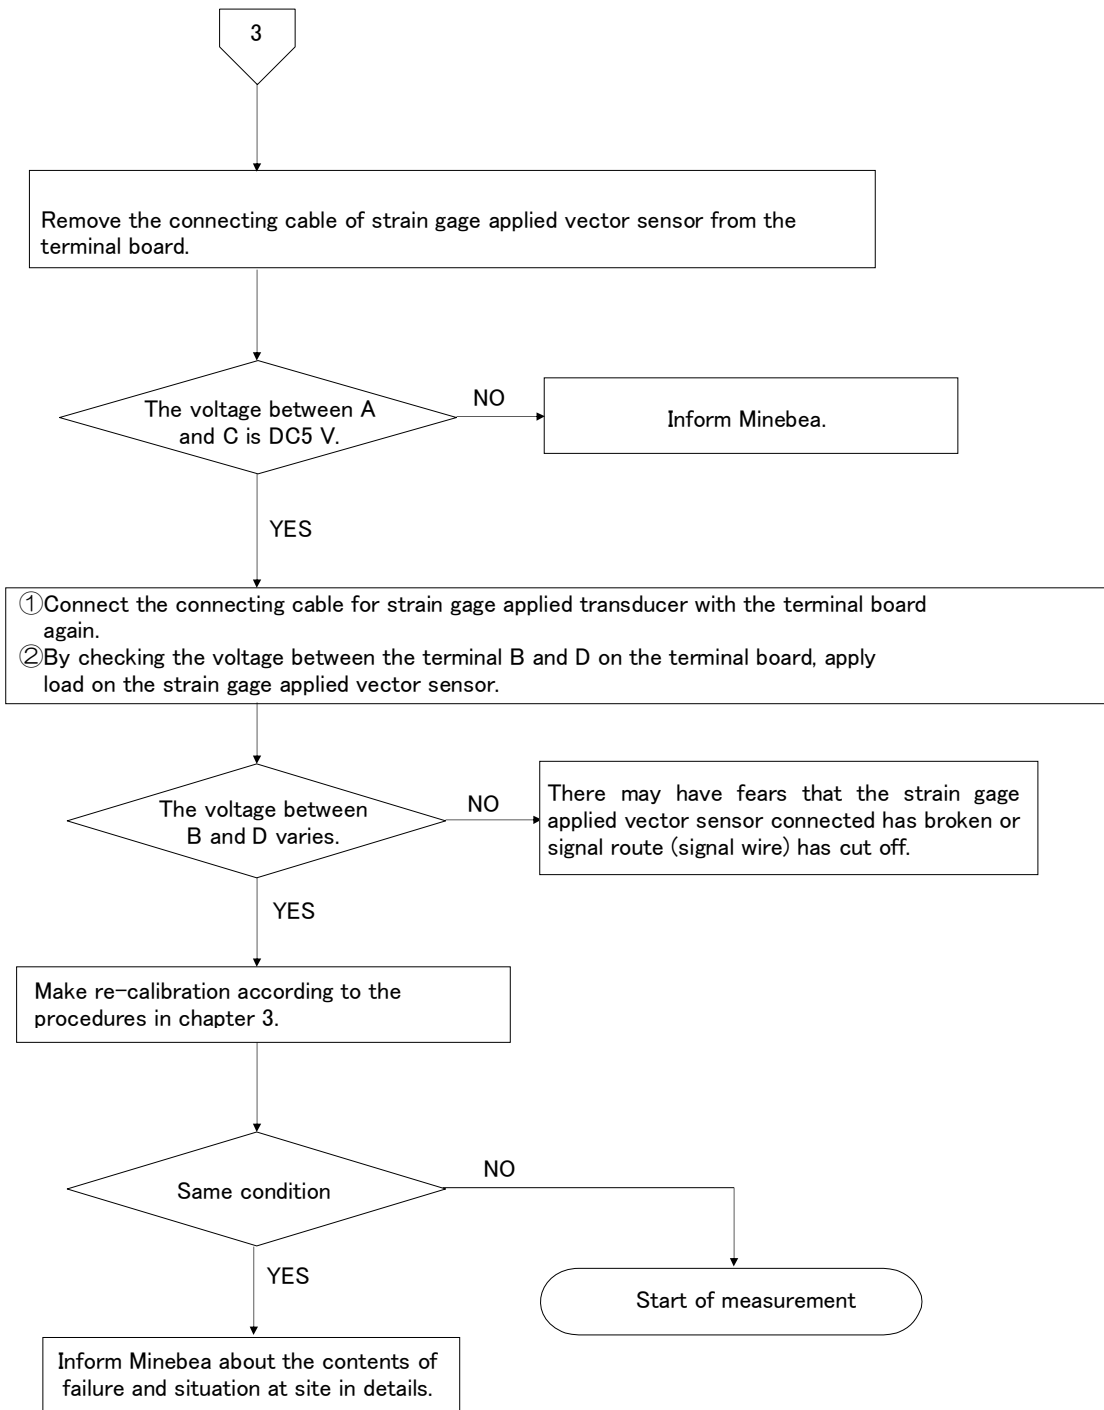 3
Remove the connecting cable of strain gage applied vector sensor from the
terminal board.
The voltage between A
and C is DC5 V.
NO
Inform Minebea.
YES
①Connect the connecting cable for strain gage applied transducer with the terminal board
again.
②By checking the voltage between the terminal B and D on the terminal board, apply
load on the strain gage applied vector sensor.
The voltage between
B and D varies.
NO
There may have fears that the strain gage
applied vector sensor connected has broken or
signal route (signal wire) has cut off.
YES
Make re-calibration according to the
procedures in chapter 3.
Same condition
NO
YES
Start of measurement
Inform Minebea about the contents of
failure and situation at site in details.